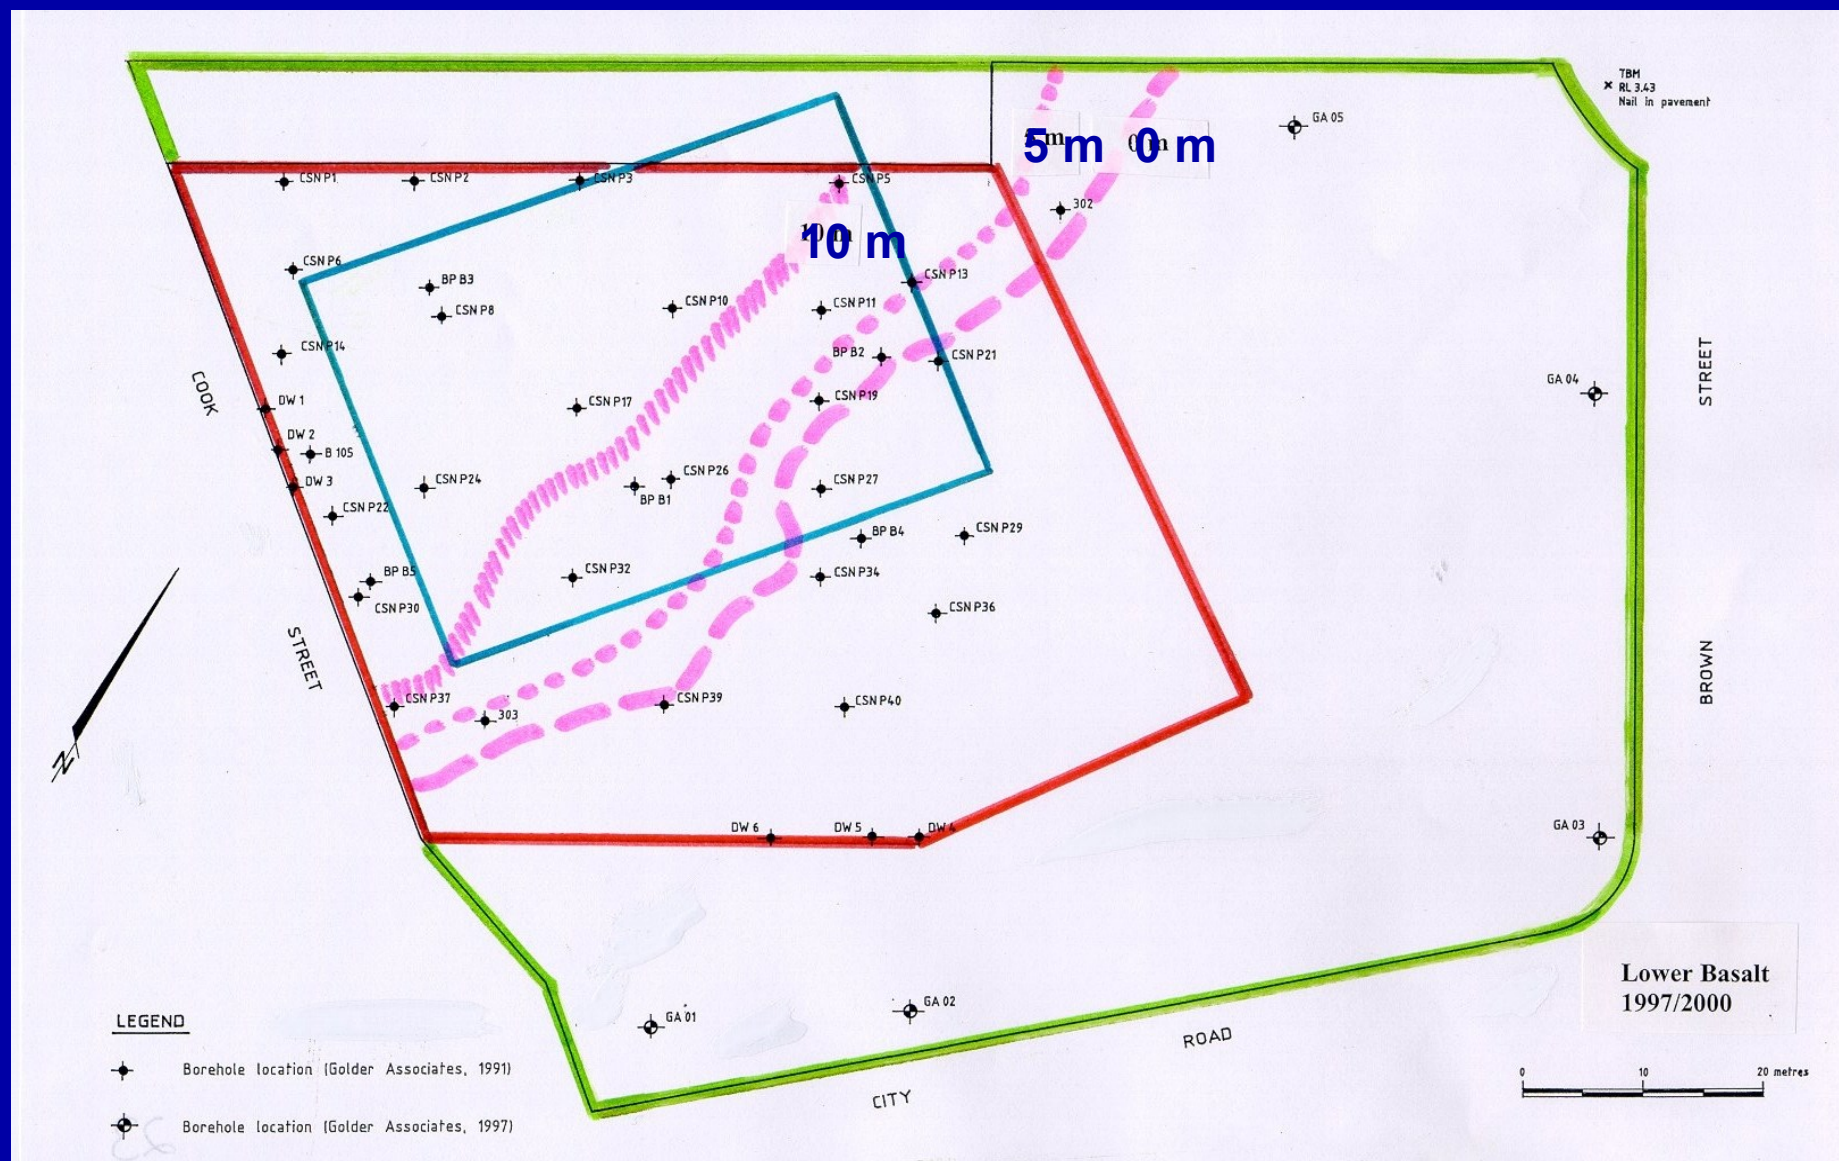 TBM
RL 3.43
Nail in pavement
GA 05
5 m
0 m
CSN P1
CSN P2
CSN P3
CSN P5
302
10 m
CSN P6
BP B3
CSN P8
CSN P10
CSN P11
CSN P13
CSN P14
BP B2
CSN P21
STREET
COOK
DW 1
CSN P17
CSN P19
GA 04
DW 2
B 105
DW 3
CSN P24
CSN P26
BP B1
CSN P27
CSN P22
BP B4
CSN P29
BP B5
CSN P30
CSN P32
CSN P34
CSN P36
STREET
BROWN
N
CSN P37
303
CSN P39
CSN P40
DW 6
DW 5
DW 4
GA 03
Lower Basalt
1997/2000
GA 01
GA 02
ROAD
CITY
LEGEND
Borehole location (Golder Associates, 1991)
Borehole location (Golder Associates, 1997)
0
10
20 metres